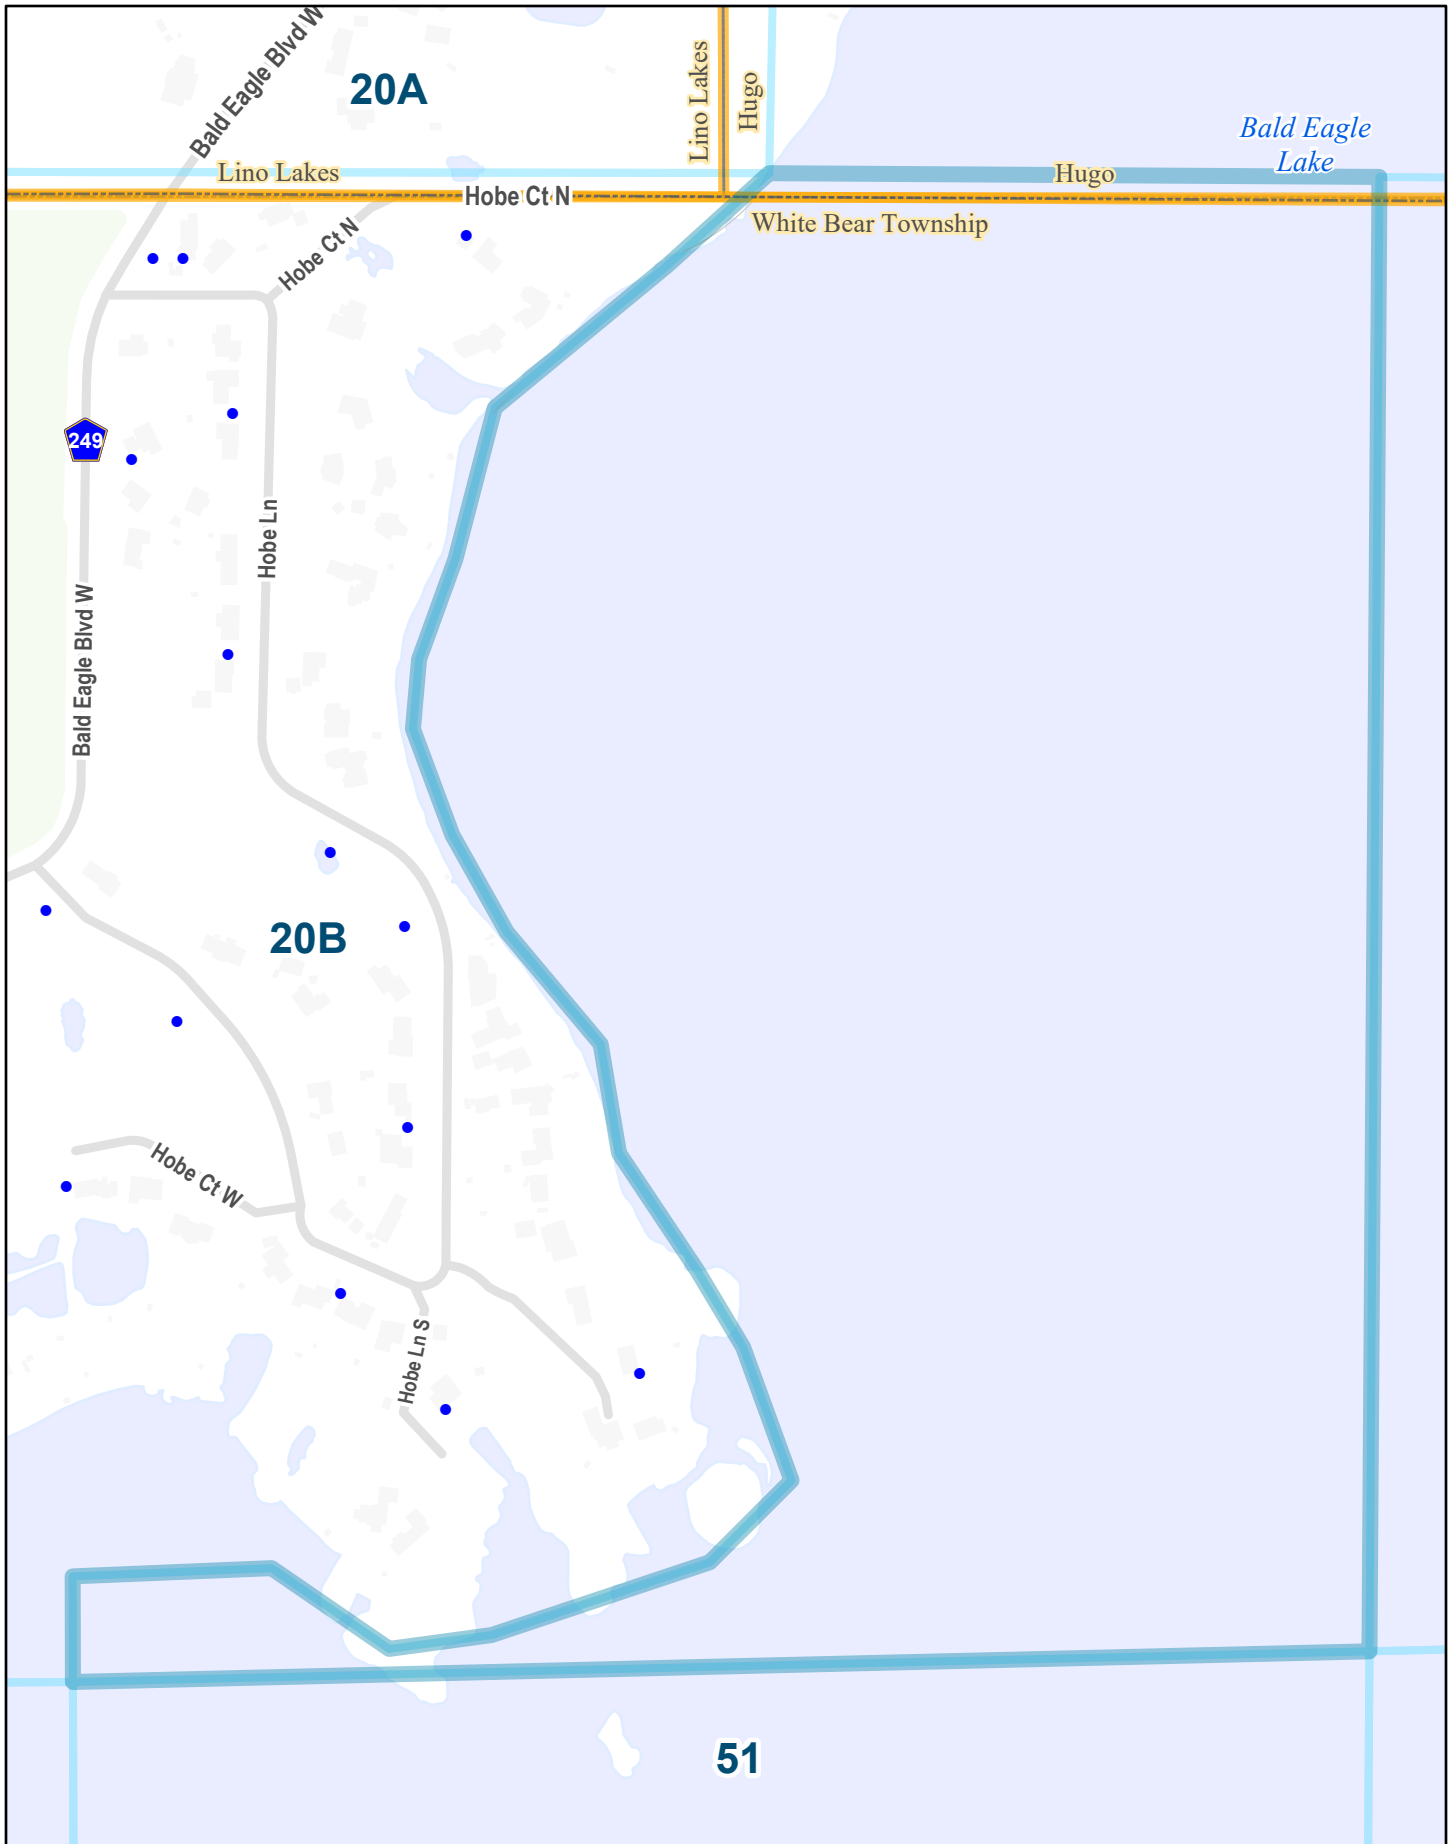 Bald Eagle Blvd W
20A
Lino Lakes
Hugo
Bald Eagle
Lake
Lino Lakes
Hugo
Hobe Ct N
White Bear Township
Hobe Ct N
249
Hobe Ln
Bald Eagle Blvd W
20B
Hobe Ct W
Hobe Ln S
51